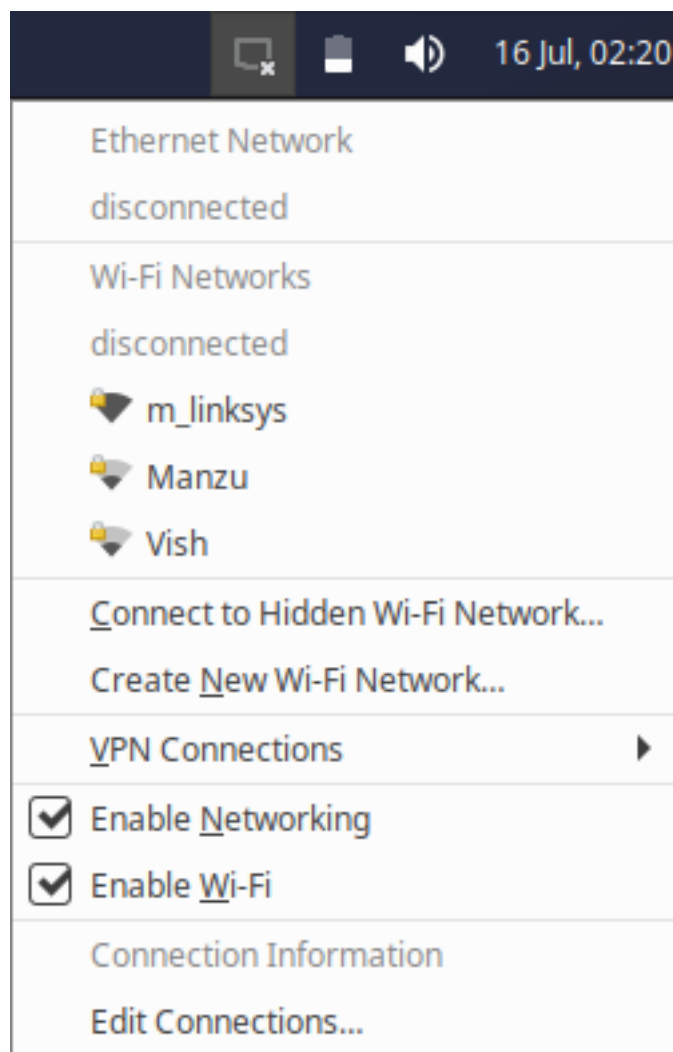 16 Jul, 02:20
Ethernet Network
disconnected
Wi-Fi Networks
disconnected
m_linksys
Manzu
Vish
Connect to Hidden Wi-Fi Network...
Create New Wi-Fi Network...
VPN Connections
Enable Networking
Enable Wi-Fi
Connection Information
Edit Connections...